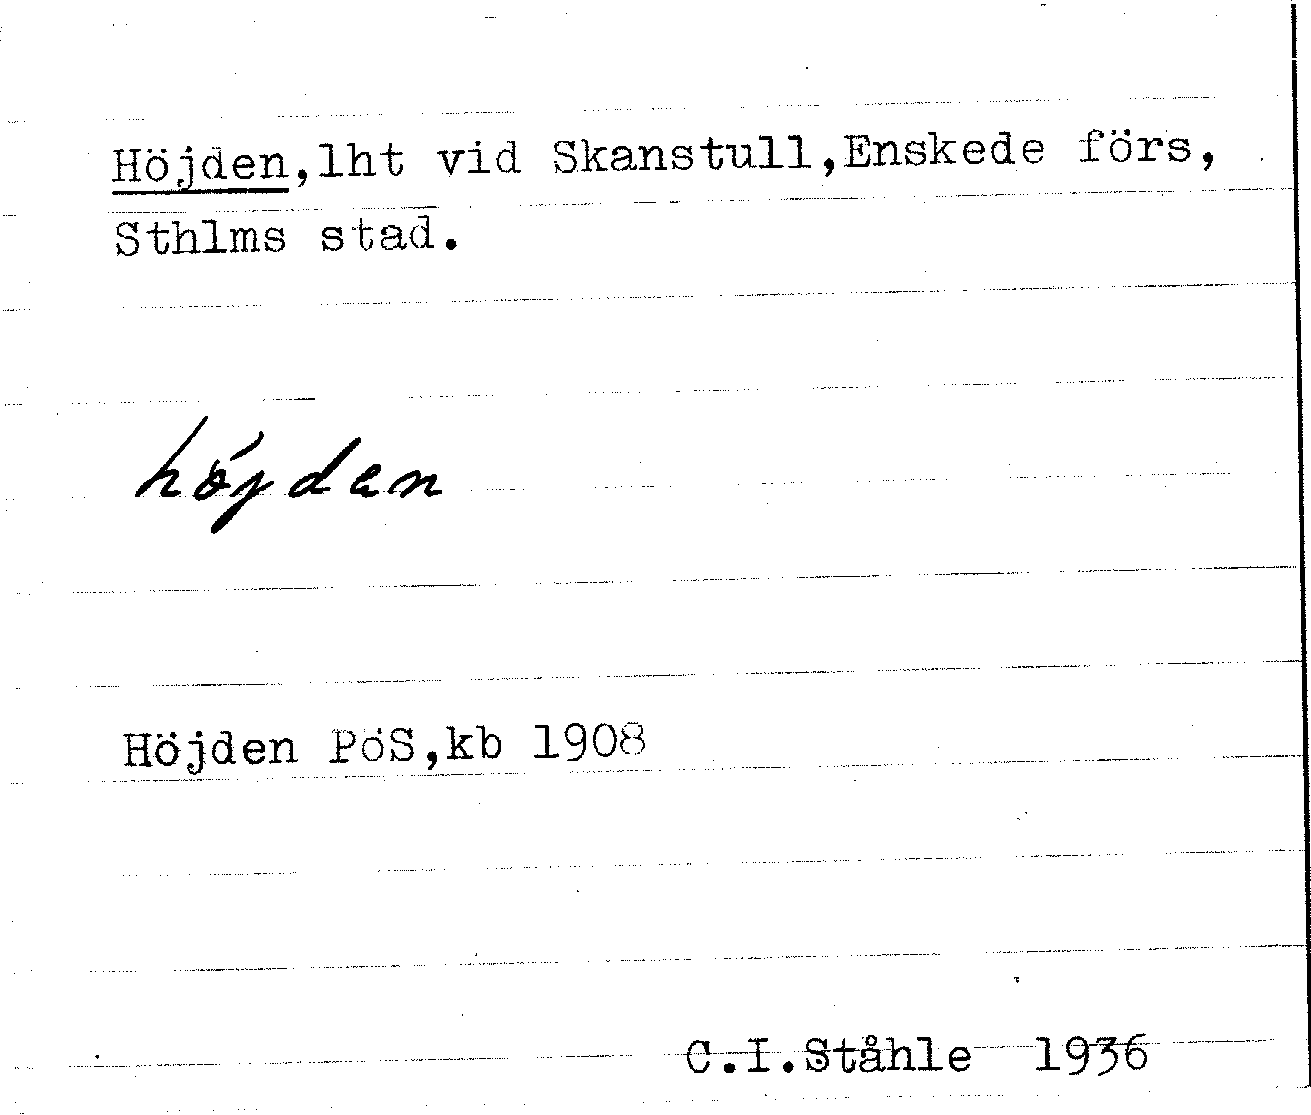 Höjden,lht vid Skanstull,Enskede förs,
Sthlms stad.
höjden
Höjden PöS,kb 1908
C.I.Ståhle 1936